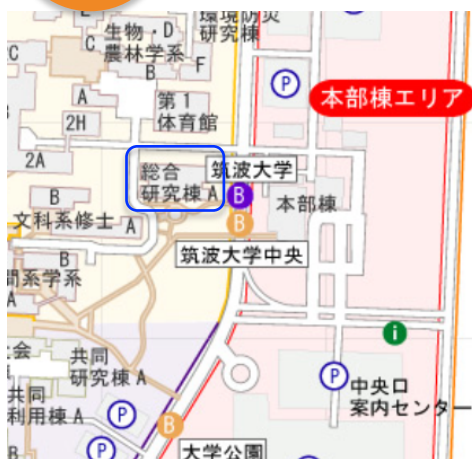 環境防災
研究棟
生物・D
農林学系
C
C
B
F
P
本部棟エリア
A
2H
第1
体育館
2A
総合
研究棟 A
筑波大学
B
本部棟
B
文科系修士
A
B
筑波大学中央
B
間系学系
A
i
共同
研究棟 A
P
中央口
案内センター
共同
利用棟 A
P
B
大学公園
B
P